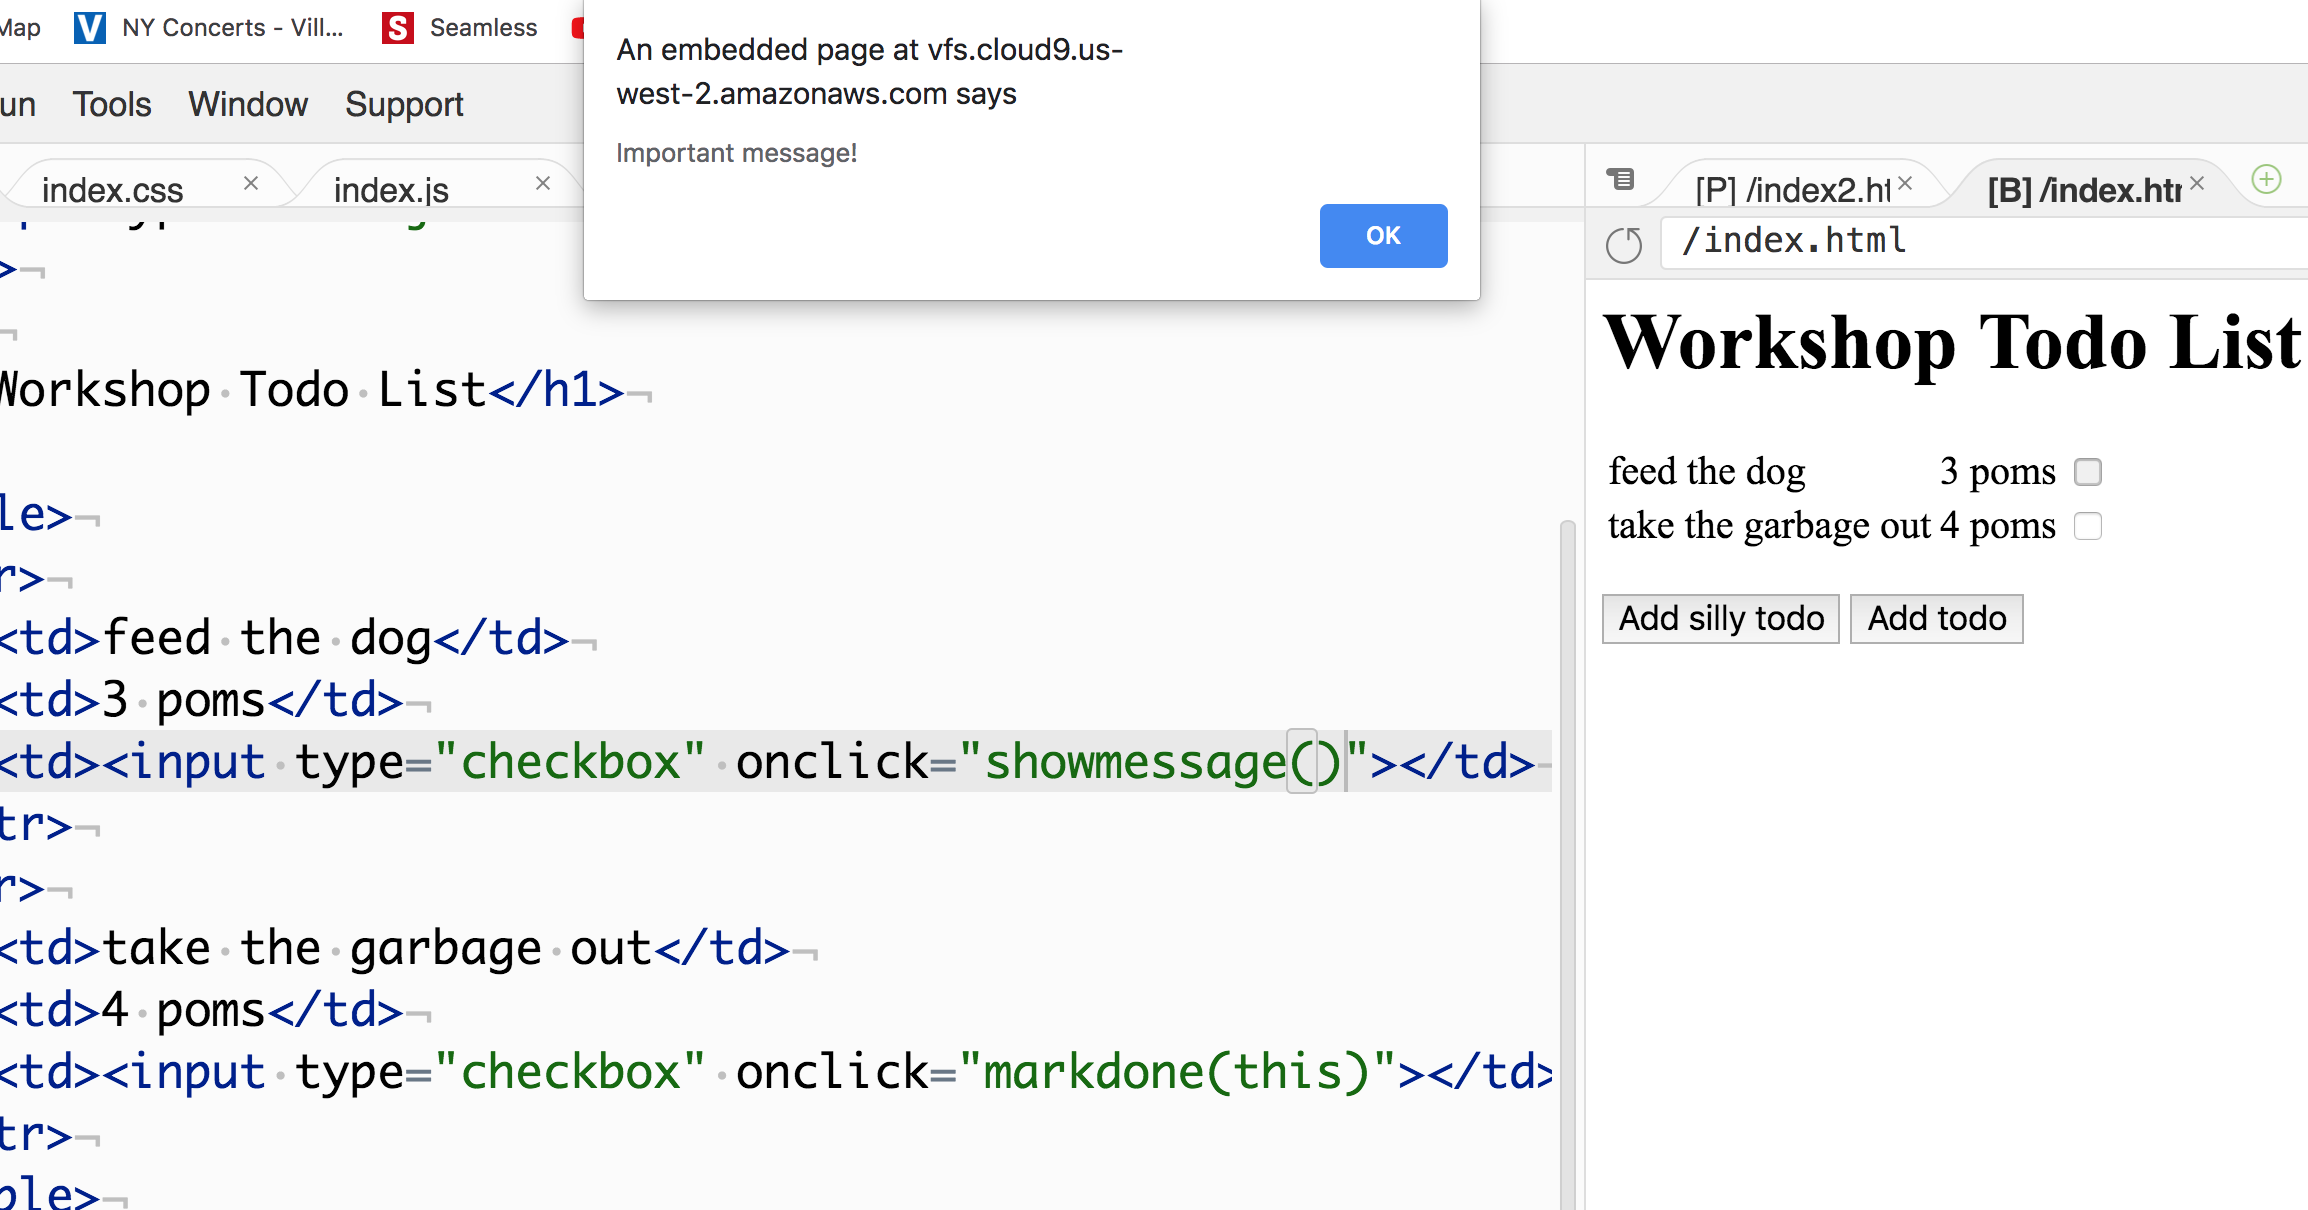 Map NY Concerts - Vill... Seamless
An embedded page at vfs.cloud9.us-
west-2.amazonaws.com says
Important message!
OK
un Tools Window Support
index.css index.js
[P] /index2.ht [B] /index.htr
/index.html
>
Workshop Todo List</h1>
le>
r>
<td>feed the dog</td>
<td>3 poms</td>
<td><input type="checkbox" onclick="showmessage()"></td>
tr>
r>
<td>take the garbage out</td>
<td>4 poms</td>
<td><input type="checkbox" onclick="markdone(this)"></td>
tr>
ble>
Workshop Todo List
feed the dog 3 poms
take the garbage out 4 poms
Add silly todo Add todo